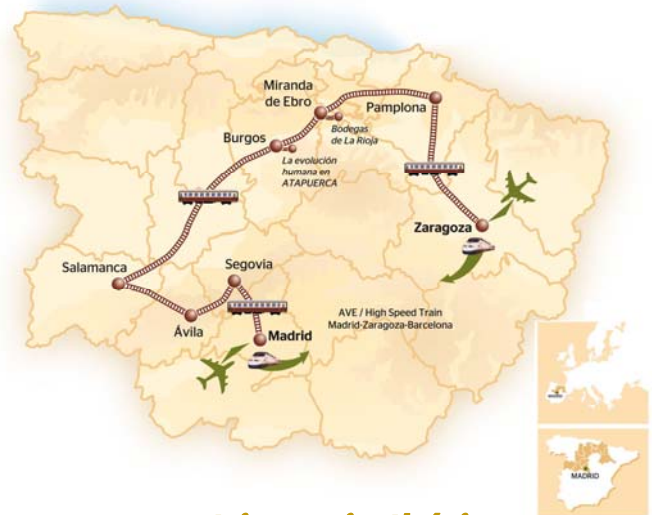 Miranda
de Ebro
Pamplona
Bodegas
de La Rioja
Burgos
La evolución
humana en
ATAPUERCA
Zaragoza
Salamanca
Segovia
AVE / High Speed Train
Madrid-Zaragoza-Barcelona
Ávila
Madrid
MADRID